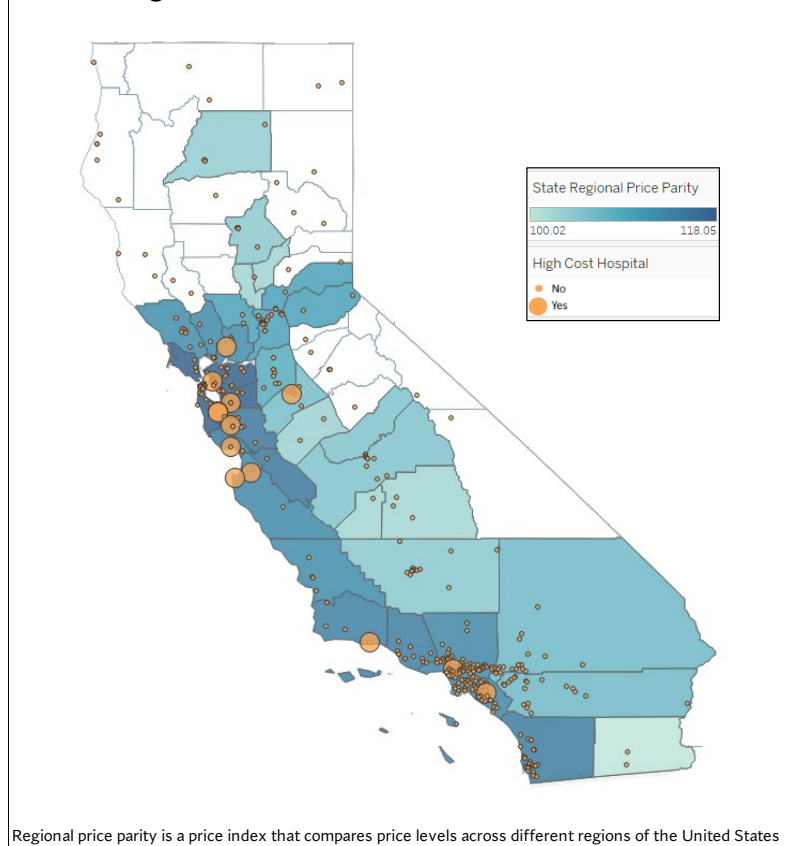 State Regional Price Parity
100.02 118.05
High Cost Hospital
No
Yes
Regional price parity is a price index that compares price levels across different regions of the United States